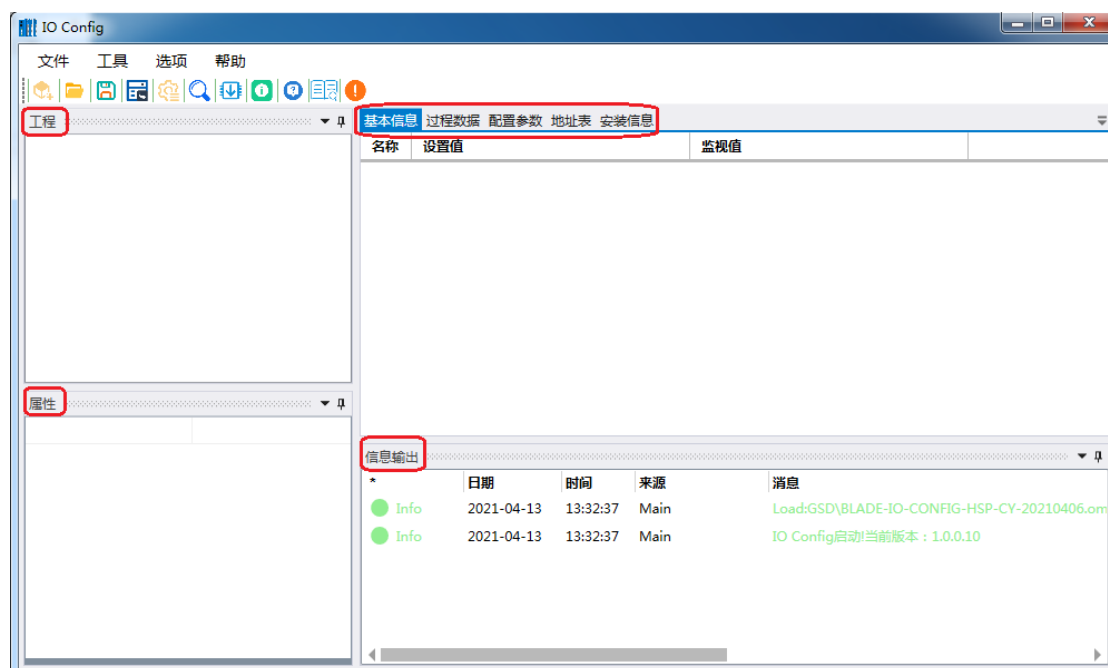 IO Config
文件 工具 选项 帮助
工程
基本信息 过程数据 配置参数 地址表 安装信息
名称 设置值 监视值
属性
信息输出
* 日期 时间 来源 消息
Info 2021-04-13 13:32:37 Main Load:GSD\BLADE-IO-CONFIG-HSP-CY-20210406.om
Info 2021-04-13 13:32:37 Main IO Config启动!当前版本：1.0.0.10